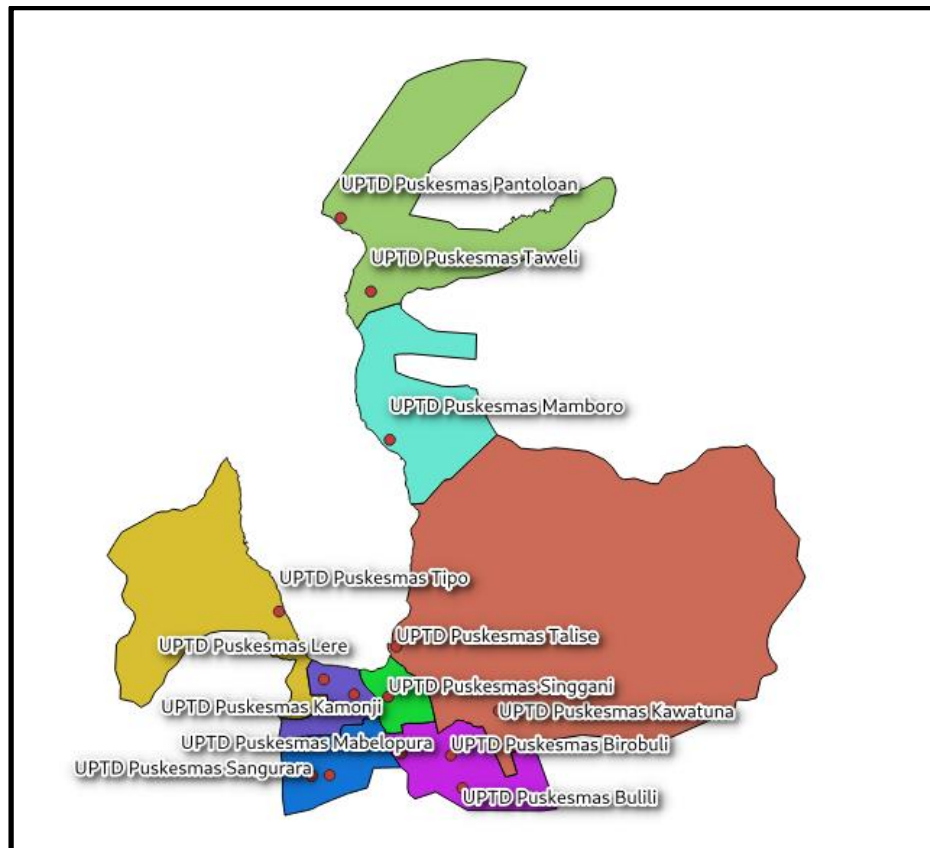 UPTD Puskesmas Pantoloan
UPTD Puskesmas Taweli
UPTD Puskesmas Mamboro
UPTD Puskesmas Tipo
UPTD Puskesmas Talise
UPTD Puskesmas Lere
UPTD Puskesmas Singgani
UPTD Puskesmas Kamonji
UPTD Puskesmas Kawatuna
UPTD Puskesmas Mabelopura
UPTD Puskesmas Birobuli
UPTD Puskesmas Sangurara
UPTD Puskesmas Bulili